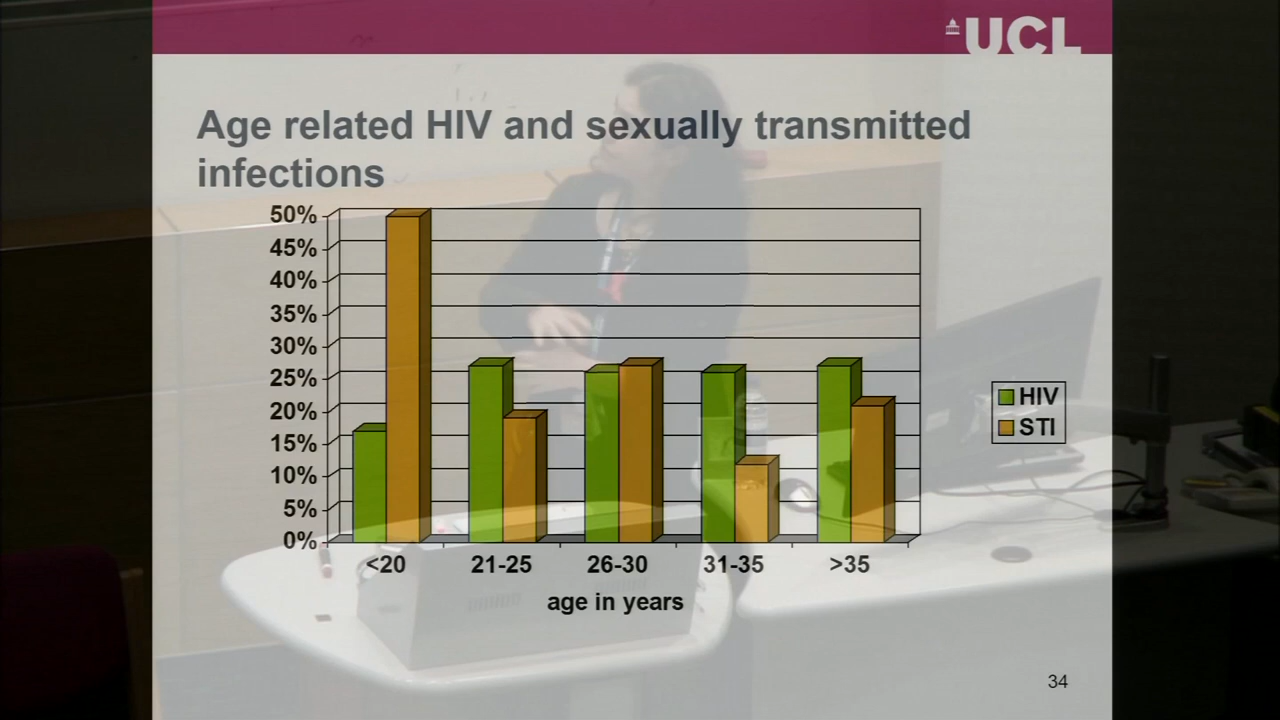 UCL
Age related HIV and sexually transmitted
infections
50%
45%
40%
35%
30%
25%
20%
15%
10%
5%
0%
HIV
STI
<20 21-25 26-30 31-35 >35
age in years
34